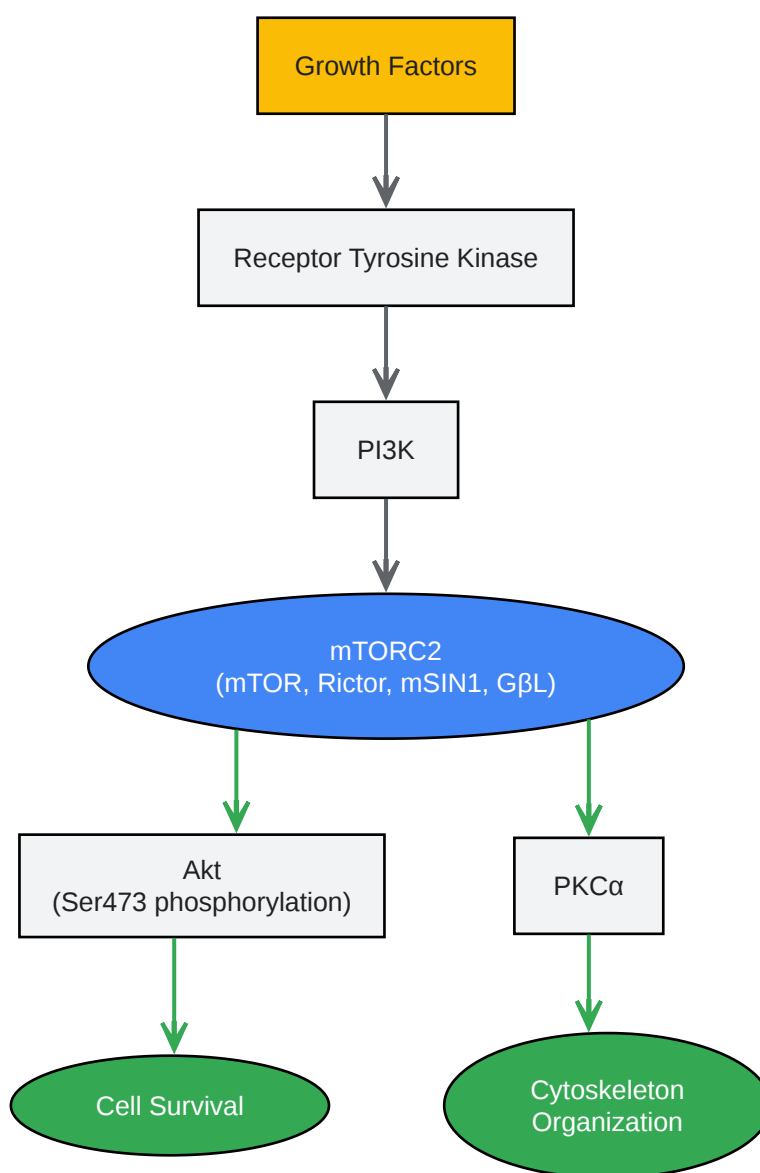 Growth Factors
Receptor Tyrosine Kinase
PI3K
mTORC2
(mTOR, Rictor, mSIN1, GβL)
Akt
(Ser473 phosphorylation)
PKCα
Cell Survival
Cytoskeleton
Organization